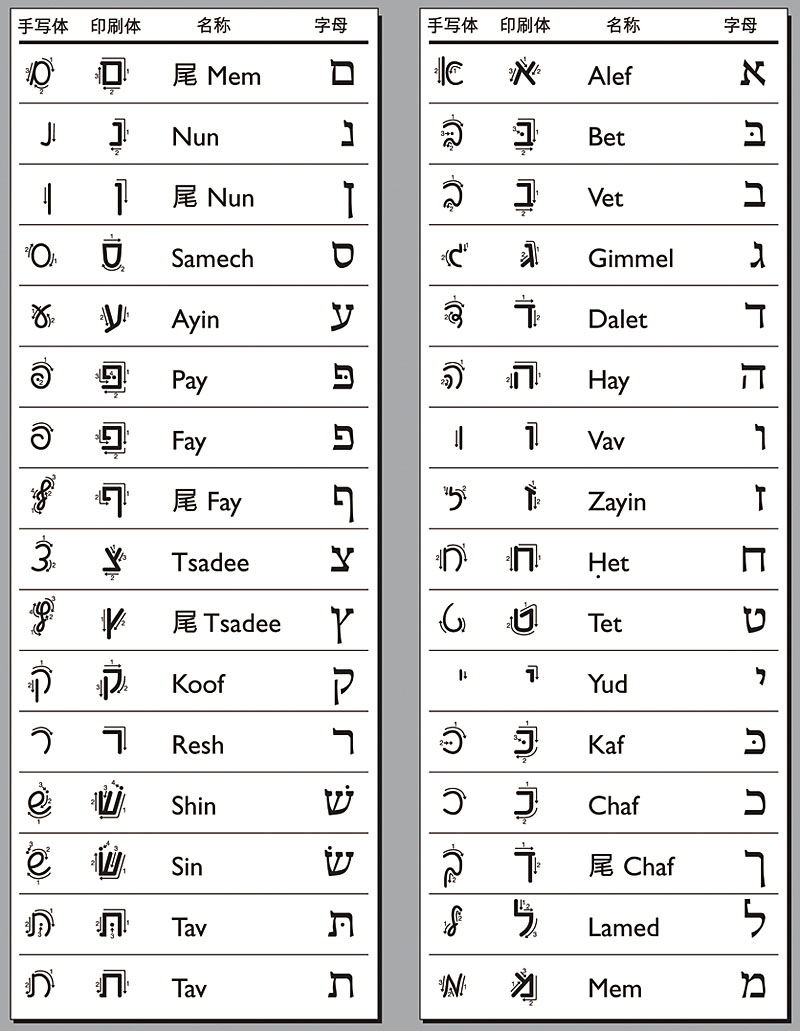 手写体 印刷体 名称 字母
Alef א
Bet בּ
Vet ב
Gimmel ג
Dalet ד
Hay ה
Vav ו
Zayin ז
Ḥet ח
Tet ט
Yud י
Kaf כּ
Chaf כ
尾 Chaf ך
Lamed ל
Mem מ
手写体 印刷体 名称 字母
尾 Mem ם
Nun נ
尾 Nun ן
Samech ס
Ayin ע
Pay פּ
Fay פ
尾 Fay ף
Tsadee צ
尾 Tsadee ץ
Koof ק
Resh ר
Shin שׁ
Sin שׂ
Tav תּ
Tav ת